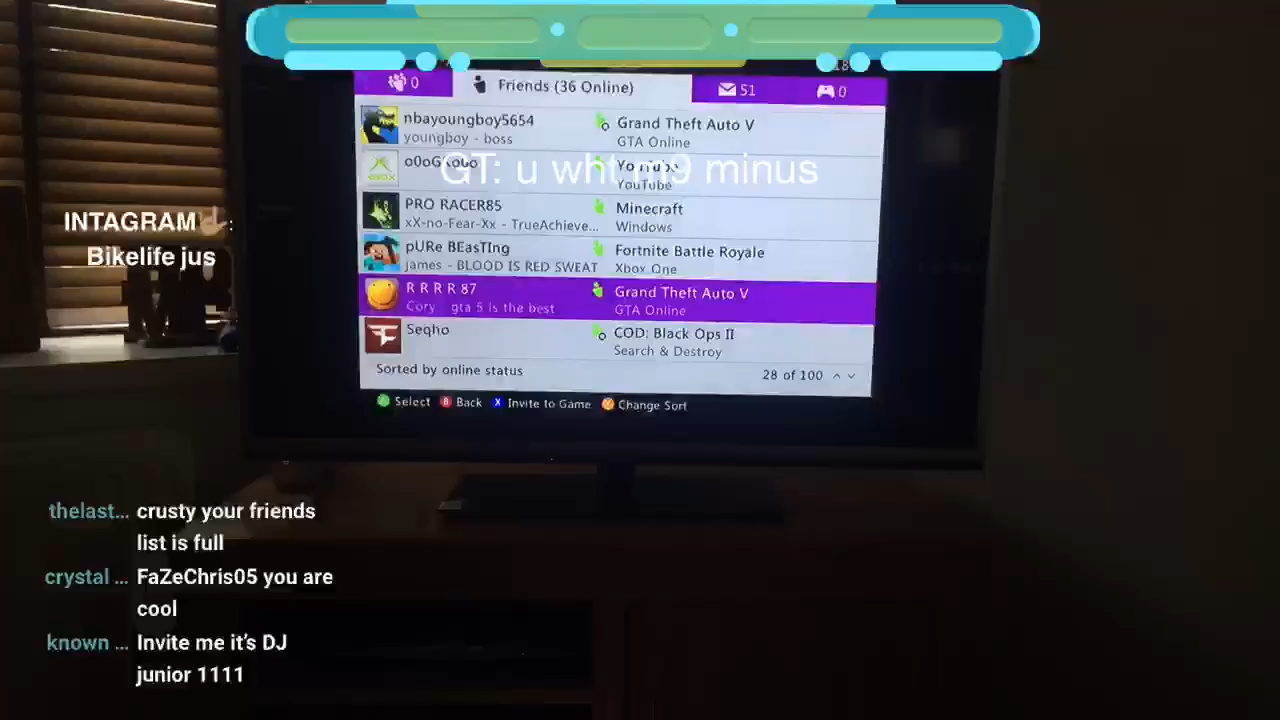 0
Friends (36 Online)
51
0
nbayoungboy5654
youngboy - boss
Grand Theft Auto V
GTA Online
YouTube
YouTube
GT: u wht m9 minus
PRO RACER85
xX-no-Fear-Xx - TrueAchieve...
Minecraft
Windows
INTAGRAM :
Bikelife jus
pURe BEasTIng
james - BLOOD IS RED SWEAT
Fortnite Battle Royale
Xbox One
R R R R 87
Cory gta 5 is the best
Grand Theft Auto V
GTA Online
Seqho
COD: Black Ops II
Search & Destroy
Sorted by online status
28 of 100
A Select B Back X Invite to Game Y Change Sort
thelast... crusty your friends
list is full
crystal ... FaZeChris05 you are
cool
known ... Invite me it's DJ
junior 1111